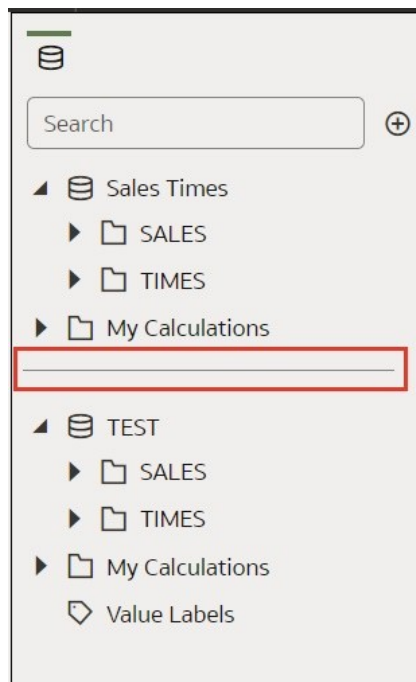 Search
Sales Times
SALES
TIMES
My Calculations
TEST
SALES
TIMES
My Calculations
Value Labels